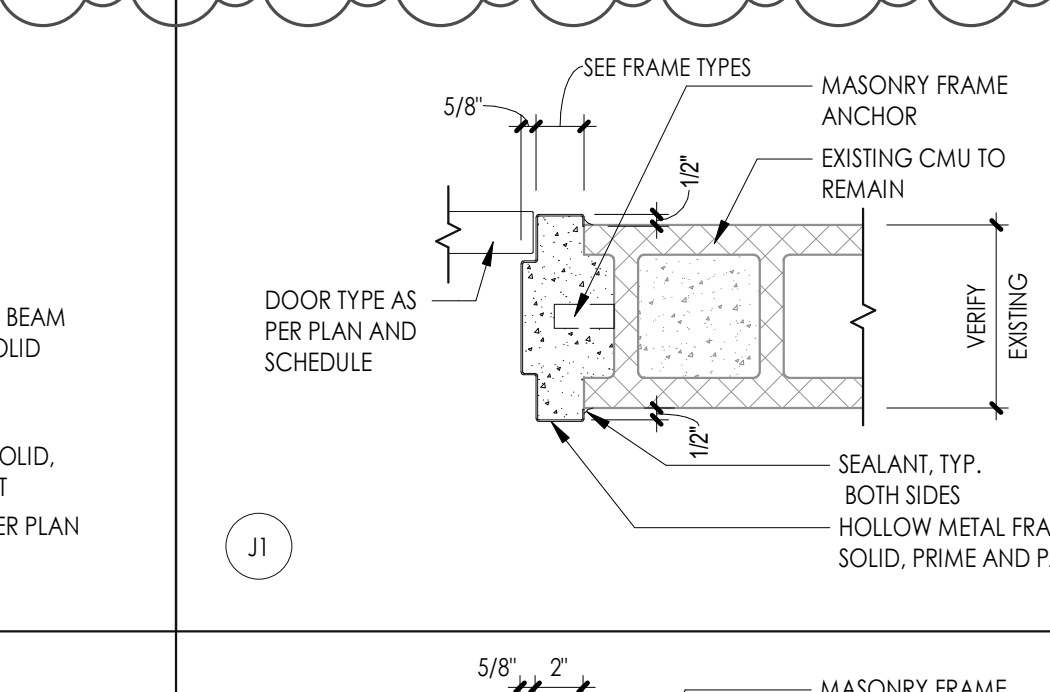 SEE FRAME TYPES
5/8"
MASONRY FRAME
ANCHOR
1/2"
EXISTING CMU TO
REMAIN
DOOR TYPE AS
PER PLAN AND
SCHEDULE
VERIFY
EXISTING
BEAM
1/2"
SEALANT, TYP.
BOTH SIDES
HOLLOW METAL
SOLID, PRIME AND
ER PLAN
J1
5/8" 2"
MASONRY FRAME